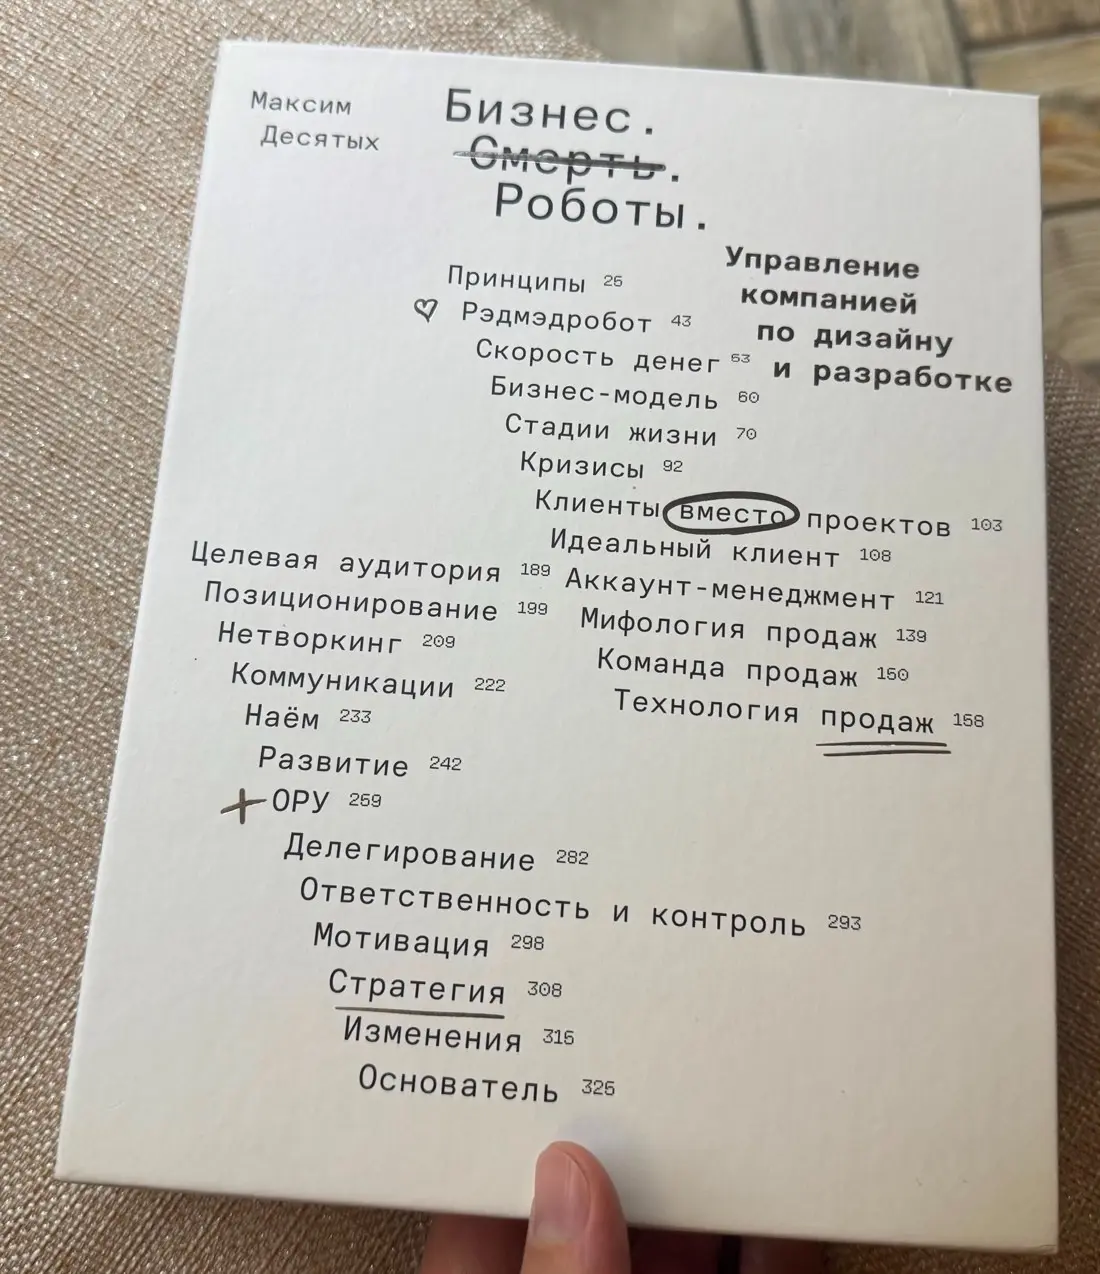 Максим
Десятых
Бизнес.
Смерть.
Роботы.
Управление
компанией
по дизайну
и разработке
Принципы 25
Рэдмэдробот 43
Скорость денег 53
Бизнес-модель 60
Стадии жизни 70
Кризисы 92
Клиенты вместо проектов 103
Идеальный клиент 108
Аккаунт-менеджмент 121
Мифология продаж 139
Команда продаж 150
Технология продаж 158
Целевая аудитория 189
Позиционирование 199
Нетворкинг 209
Коммуникации 222
Наём 233
Развитие 242
ОРУ 259
Делегирование 282
Ответственность и контроль 293
Мотивация 298
Стратегия 308
Изменения 315
Основатель 325